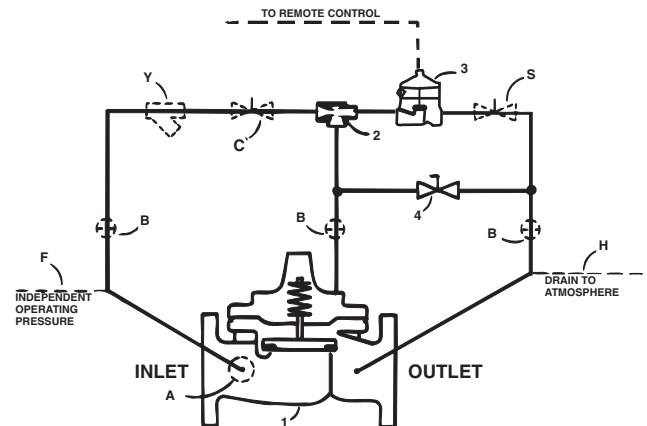 TO REMOTE CONTROL
Y
3
S
C
2
B
B
4
B
F
H
INDEPENDENT
OPERATING
PRESSURE
DRAIN TO
ATMOSPHERE
INLET
OUTLET
A
1